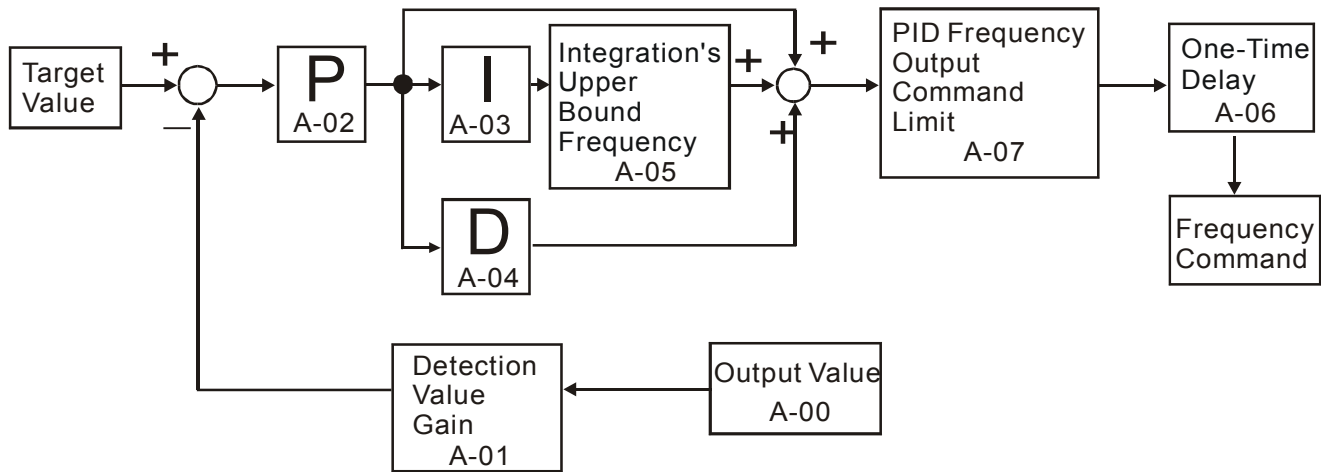 Target
Value
+
—
P
A-02
I
A-03
D
A-04
Integration's
Upper
Bound
Frequency
A-05
+
+
+
PID Frequency
Output
Command
Limit
A-07
One-Time
Delay
A-06
Frequency
Command
Detection
Value
Gain
A-01
Output Value
A-00